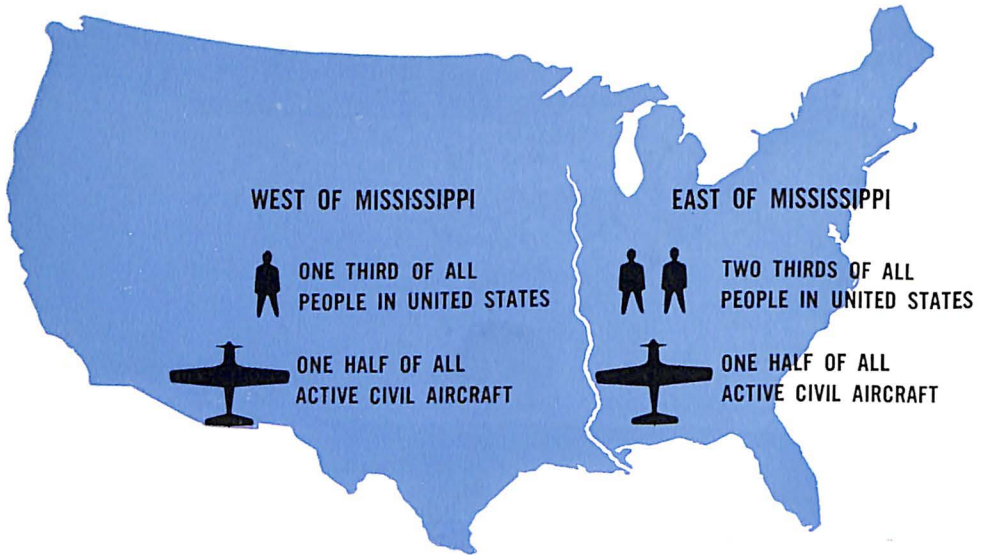 WEST OF MISSISSIPPI
ONE THIRD OF ALL
PEOPLE IN UNITED STATES
ONE HALF OF ALL
ACTIVE CIVIL AIRCRAFT
EAST OF MISSISSIPPI
TWO THIRDS OF ALL
PEOPLE IN UNITED STATES
ONE HALF OF ALL
ACTIVE CIVIL AIRCRAFT